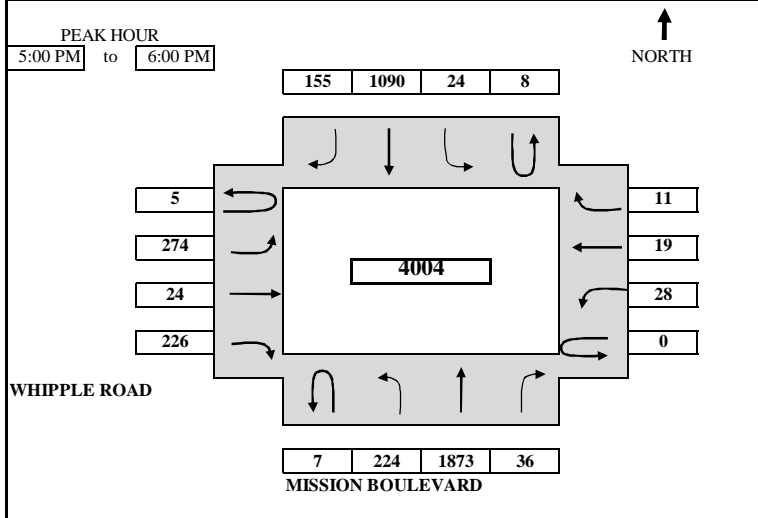 PEAK HOUR
5:00 PM to 6:00 PM
NORTH
155 1090 24 8
5 11
274 19
4004
24 28
226 0
WHIPPLE ROAD
7 224 1873 36
MISSION BOULEVARD